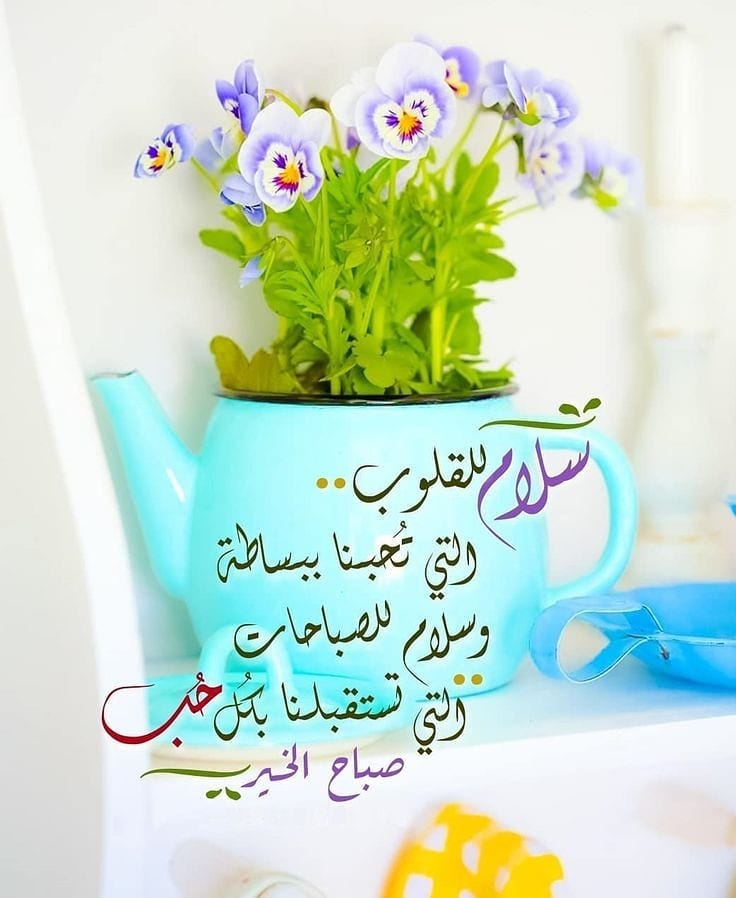 سلام للقلوب..
التي تُحبنا ببساطة
وسلام للصباحات..
التي تستقبلنا بكل حُب
صباح الخير